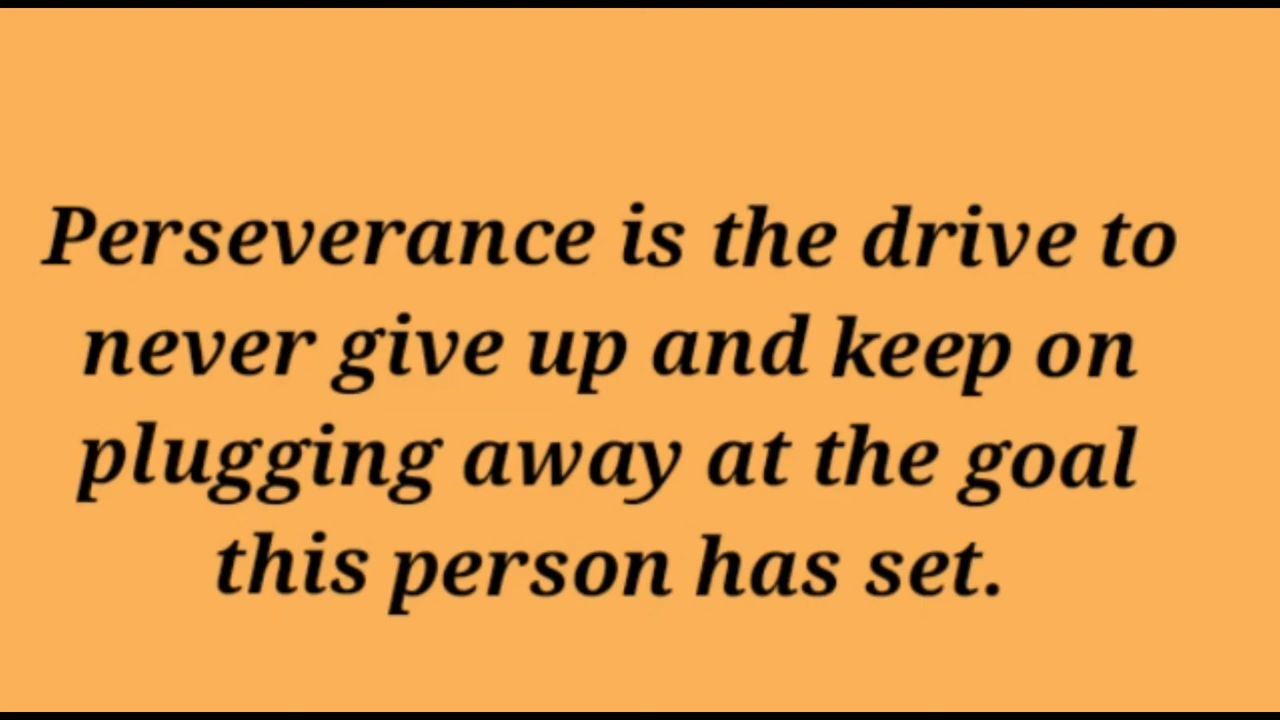 Perseverance is the drive to
never give up and keep on
plugging away at the goal
this person has set.